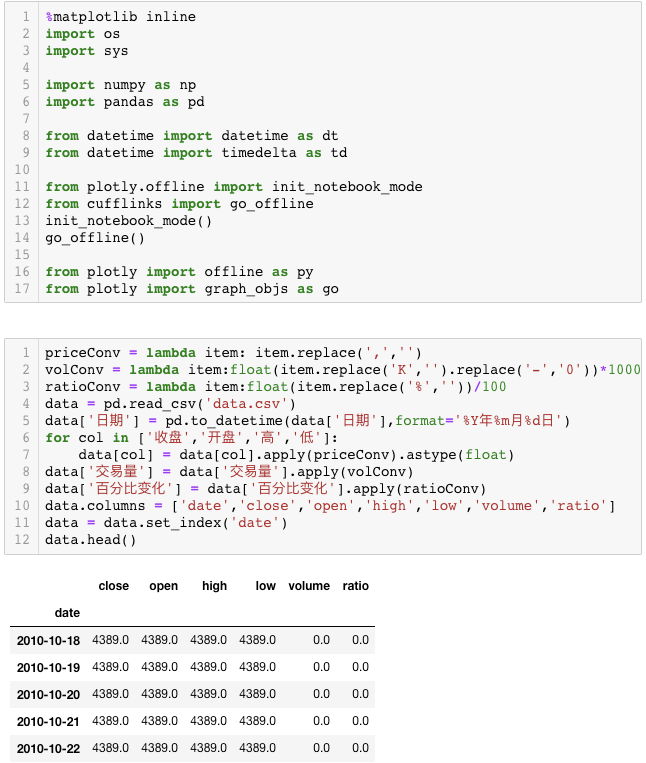 1 %matplotlib inline
2 import os
3 import sys
4
5 import numpy as np
6 import pandas as pd
7
8 from datetime import datetime as dt
9 from datetime import timedelta as td
10
11 from plotly.offline import init_notebook_mode
12 from cufflinks import go_offline
13 init_notebook_mode()
14 go_offline()
15
16 from plotly import offline as py
17 from plotly import graph_objs as go
1 priceConv = lambda item: item.replace(',','')
2 volConv = lambda item:float(item.replace('K','').replace('-','0'))*1000
3 ratioConv = lambda item:float(item.replace('%',''))/100
4 data = pd.read_csv('data.csv')
5 data['日期'] = pd.to_datetime(data['日期'],format='%Y年%m月%d日')
6 for col in ['收盘','开盘','高','低']:
7     data[col] = data[col].apply(priceConv).astype(float)
8 data['交易量'] = data['交易量'].apply(volConv)
9 data['百分比变化'] = data['百分比变化'].apply(ratioConv)
10 data.columns = ['date','close','open','high','low','volume','ratio']
11 data = data.set_index('date')
12 data.head()
close open high low volume ratio
date
2010-10-18 4389.0 4389.0 4389.0 4389.0 0.0 0.0
2010-10-19 4389.0 4389.0 4389.0 4389.0 0.0 0.0
2010-10-20 4389.0 4389.0 4389.0 4389.0 0.0 0.0
2010-10-21 4389.0 4389.0 4389.0 4389.0 0.0 0.0
2010-10-22 4389.0 4389.0 4389.0 4389.0 0.0 0.0